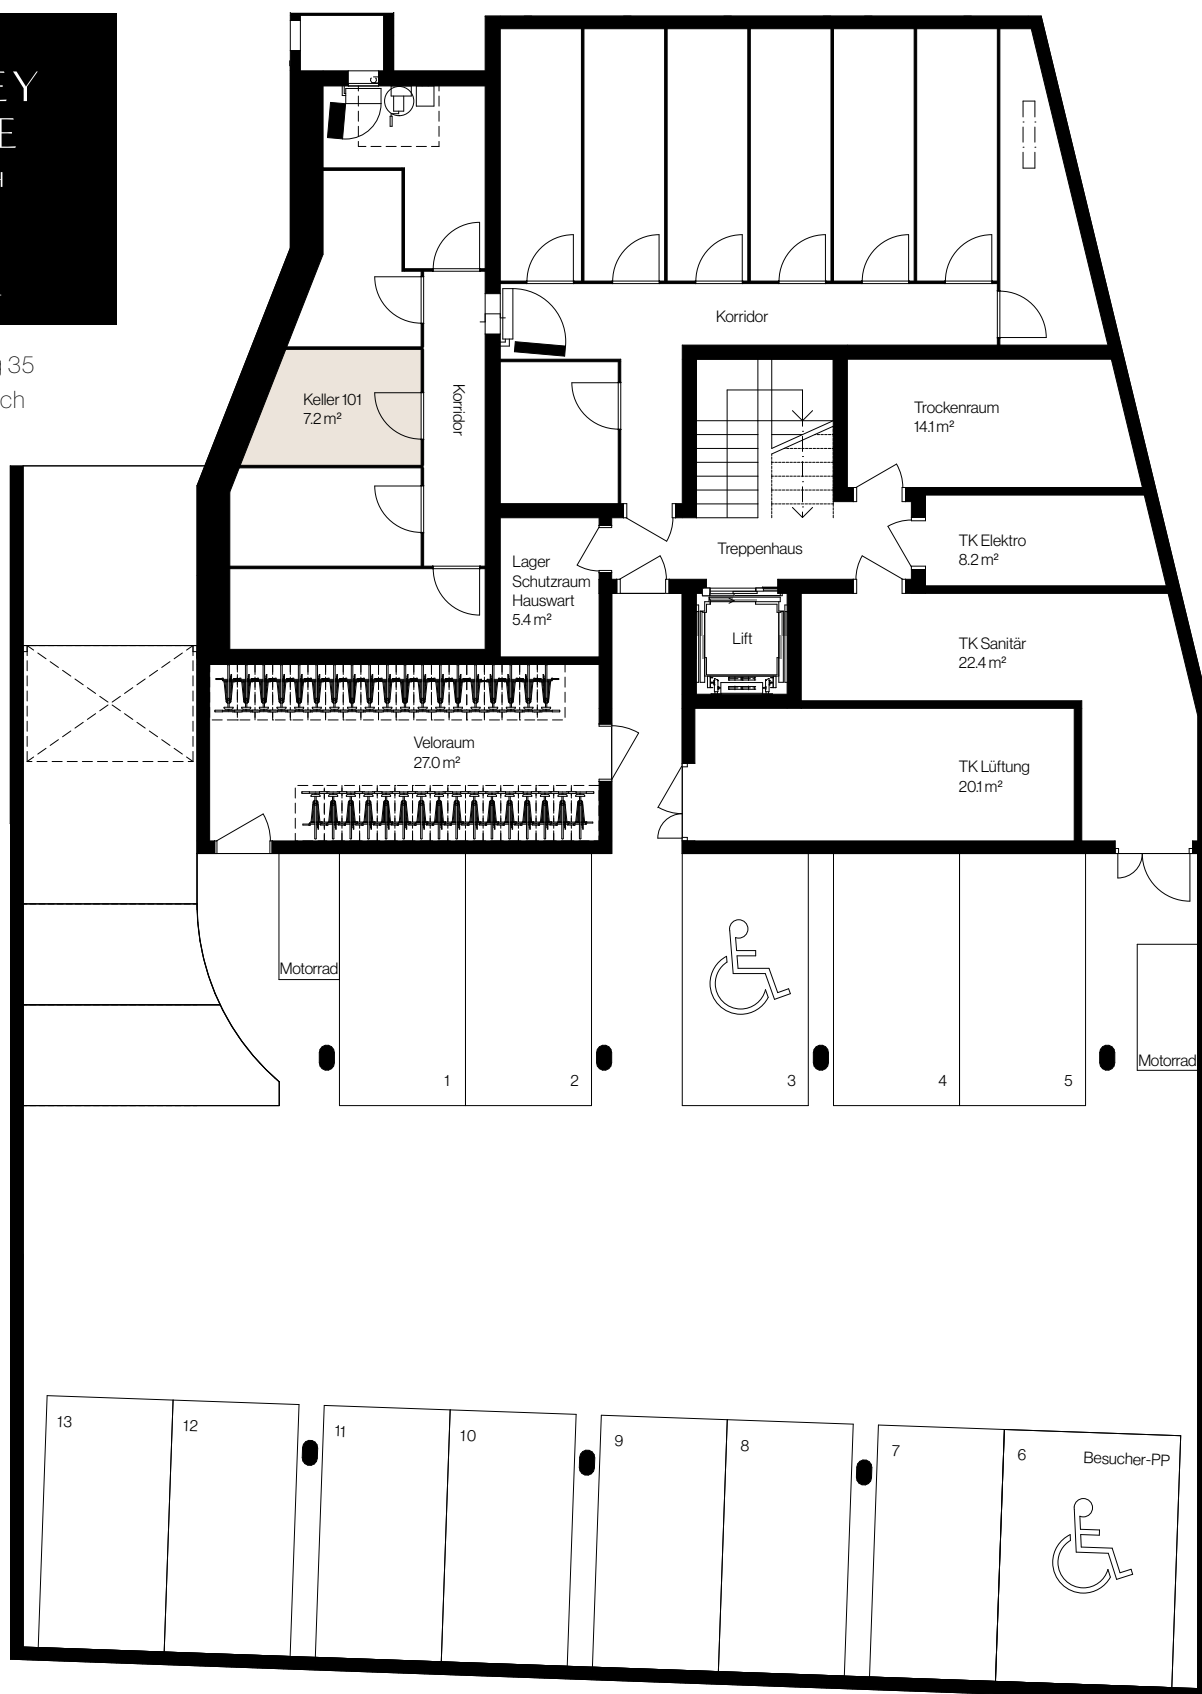 35
Korridor
Keller 101
7.2 m²
Korridor
Trockenraum
14.1 m²
TK Elektro
8.2 m²
Treppenhaus
Lager
Schutzraum
Hauswart
5.4 m²
Lift
TK Sanitär
22.4 m²
Veloraum
27.0 m²
TK Lüftung
20.1 m²
Motorrad
Motorrad
1
2
3
4
5
13
12
11
10
9
8
7
6
Besucher-PP